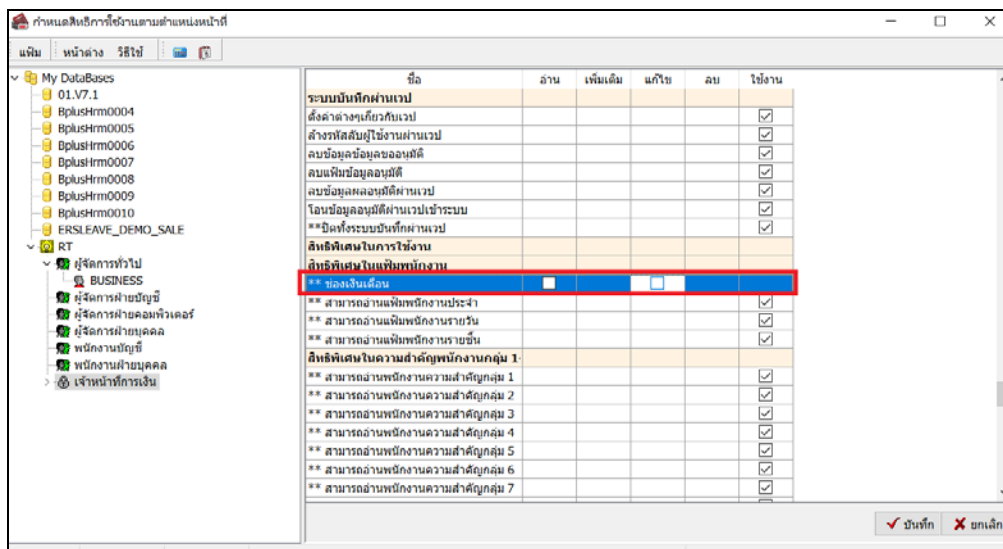 กำหนดสิทธิการใช้งานตามตำแหน่งหน้าที่
แฟ้ม หน้าต่าง วิธีใช้
My DataBases
01.V7.1
BplusHrm0004
BplusHrm0005
BplusHrm0006
BplusHrm0007
BplusHrm0008
BplusHrm0009
BplusHrm0010
ERSLEAVE_DEMO_SALE
RT
ผู้จัดการทั่วไป
BUSINESS
ผู้จัดการฝ่ายบัญชี
ผู้จัดการฝ่ายคอมพิวเตอร์
ผู้จัดการฝ่ายบุคคล
พนักงานบัญชี
พนักงานฝ่ายบุคคล
เจ้าหน้าที่การเงิน
ชื่อ อ่าน เพิ่มเติม แก้ไข ลบ ใช้งาน
ระบบบันทึกผ่านเวป
ตั้งค่าต่างๆเกี่ยวกับเวป
ล้างรหัสลับผู้ใช้งานผ่านเวป
ลบข้อมูลข้อมูลขออนุมัติ
ลบแฟ้มข้อมูลอนุมัติ
ลบข้อมูลผลอนุมัติผ่านเวป
โอนข้อมูลอนุมัติผ่านเวปเข้าระบบ
**ปิดทั้งระบบบันทึกผ่านเวป
สิทธิพิเศษในการใช้งาน
สิทธิพิเศษในแฟ้มพนักงาน
** ช่องเงินเดือน
** สามารถอ่านแฟ้มพนักงานประจำ
** สามารถอ่านแฟ้มพนักงานรายวัน
** สามารถอ่านแฟ้มพนักงานรายชิ้น
สิทธิพิเศษในความสำคัญพนักงานกลุ่ม 1-
** สามารถอ่านพนักงานความสำคัญกลุ่ม 1
** สามารถอ่านพนักงานความสำคัญกลุ่ม 2
** สามารถอ่านพนักงานความสำคัญกลุ่ม 3
** สามารถอ่านพนักงานความสำคัญกลุ่ม 4
** สามารถอ่านพนักงานความสำคัญกลุ่ม 5
** สามารถอ่านพนักงานความสำคัญกลุ่ม 6
** สามารถอ่านพนักงานความสำคัญกลุ่ม 7
บันทึก ยกเลิก